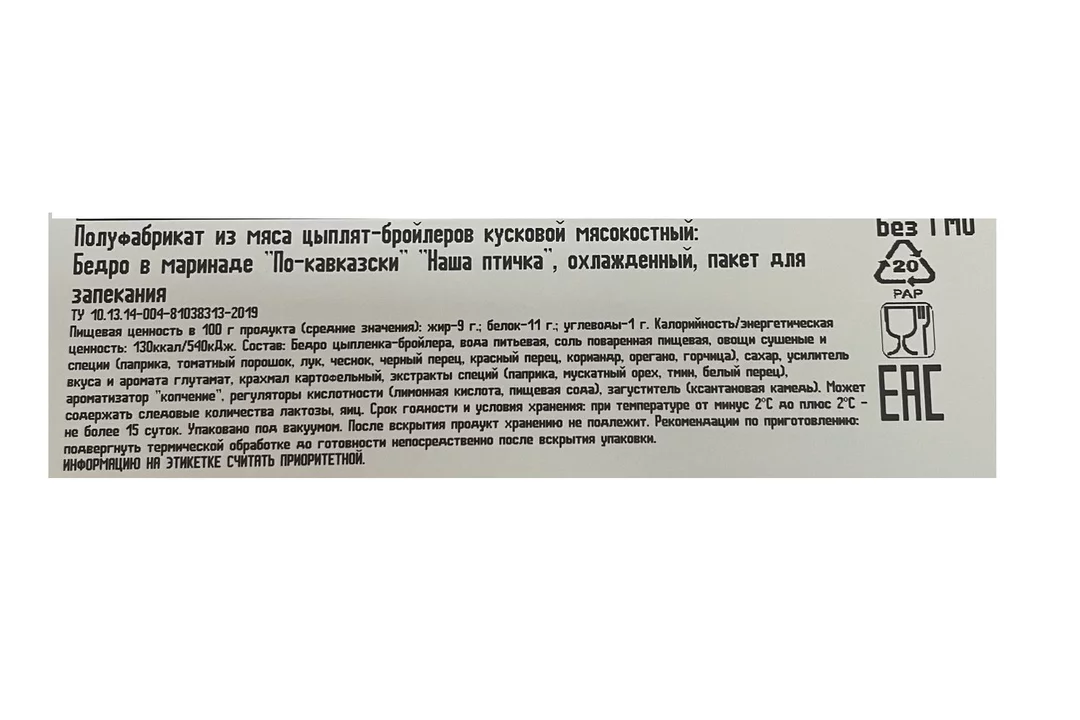 Полуфабрикат из мяса цыплят-бройлеров кусковой мясокостный:
Бедро в маринаде "По-кавказски" "Наша птичка", охлажденный, пакет для
запекания
ТУ 10.13.14-004-81038313-2019
Пищевая ценность в 100 г продукта (средние значения): жир-9 г.; белок-11 г.; углеводы-1 г. Калорийность/энергетическая
ценность: 130ккал/540кДж. Состав: Бедро цыпленка-бройлера, вода питьевая, соль поваренная пищевая, овощи сушеные и
специи (паприка, томатный порошок, лук, чеснок, черный перец, красный перец, кориандр, орегано, горчица), сахар, усилитель
вкуса и аромата глутамат, крахмал картофельный, экстракты специй (паприка, мускатный орех, тмин, белый перец),
ароматизатор "копчение", регуляторы кислотности (лимонная кислота, пищевая сода), загуститель (ксантановая камедь). Может
содержать следовые количества лактозы, яиц. Срок годности и условия хранения: при температуре от минус 2°С до плюс 2°С -
не более 15 суток. Упаковано под вакуумом. После вскрытия продукт хранению не подлежит. Рекомендации по приготовлению:
подвергнуть термической обработке до готовности непосредственно после вскрытия упаковки.
ИНФОРМАЦИЮ НА ЭТИКЕТКЕ СЧИТАТЬ ПРИОРИТЕТНОЙ.
без ГМО
20
PAP
EAC